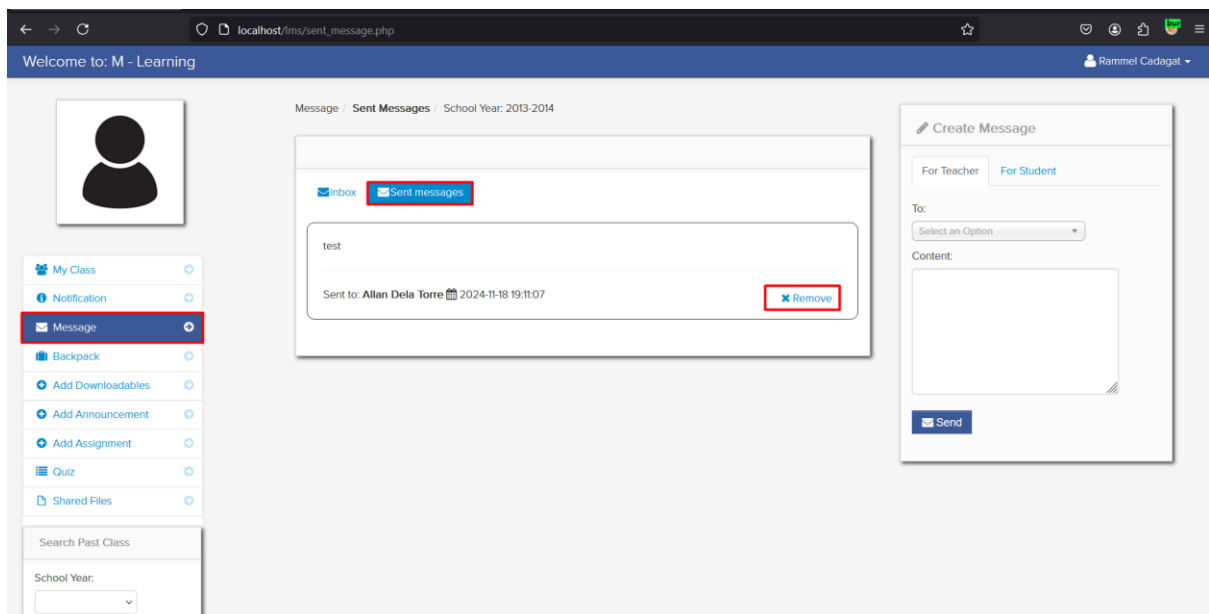 localhost/lms/sent_message.php
bur
Welcome to: M - Learning
Rammel Cadagat
My Class
Notification
Message
Backpack
Add Downloadables
Add Announcement
Add Assignment
Quiz
Shared Files
Search Past Class
School Year:
Message / Sent Messages / School Year: 2013-2014
inbox
Sent messages
test
Sent to: Allan Dela Torre 2024-11-18 19:11:07
Remove
Create Message
For Teacher
For Student
To:
Select an Option
Content:
Send